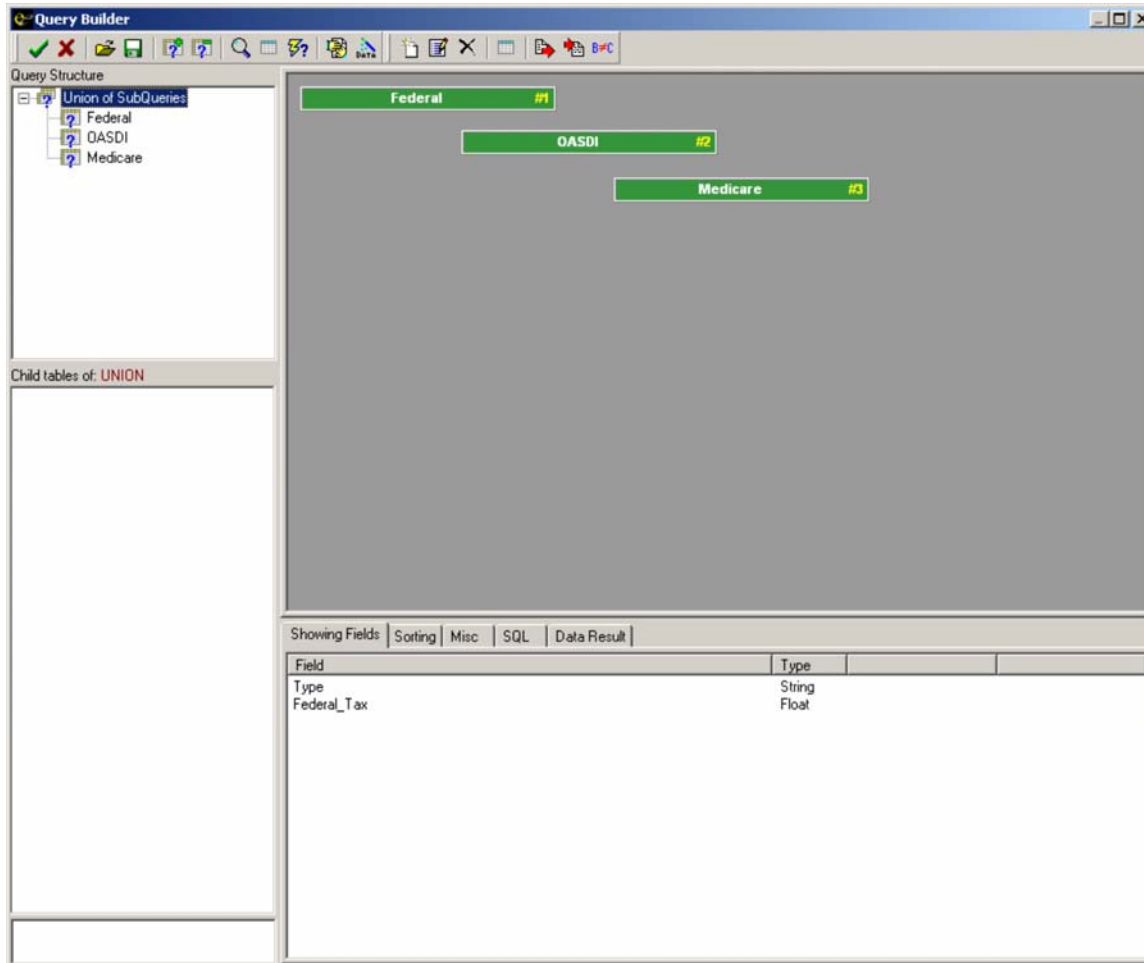 Query Builder
DATA
B≠C
Query Structure
Union of SubQueries
Federal
OASDI
Medicare
Federal #1
OASDI #2
Medicare #3
Child tables of: UNION
Showing Fields Sorting Misc SQL Data Result
Field Type
Type String
Federal_Tax Float